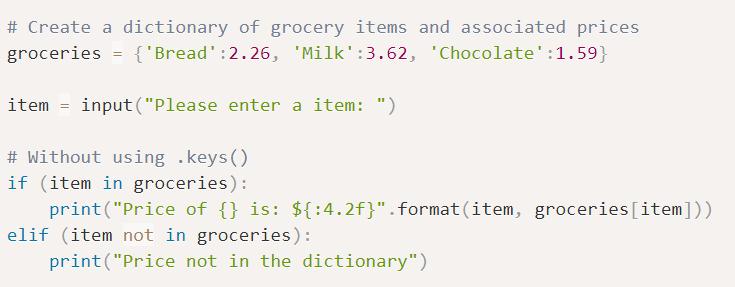 # Create a dictionary of grocery items and associated prices
groceries = {'Bread':2.26, 'Milk':3.62, 'Chocolate':1.59}
item = input("Please enter a item: ")
# Without using .keys()
if (item in groceries):
    print("Price of {} is: ${:4.2f}".format(item, groceries[item]))
elif (item not in groceries):
    print("Price not in the dictionary")